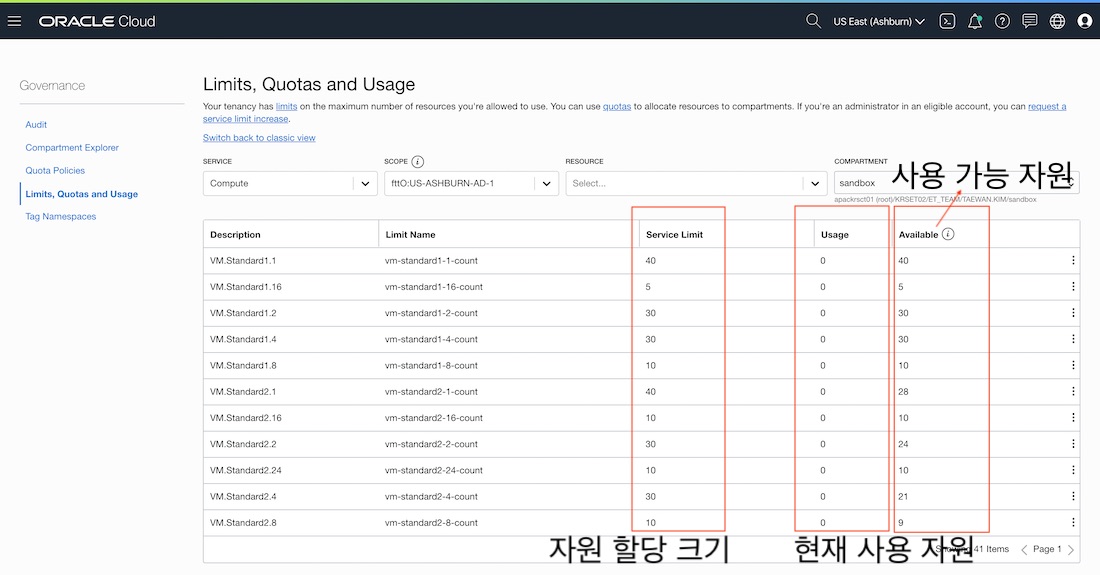 ORACLE Cloud
US East (Ashburn)
Governance
Audit
Compartment Explorer
Quota Policies
Limits, Quotas and Usage
Tag Namespaces
Limits, Quotas and Usage
Your tenancy has limits on the maximum number of resources you're allowed to use. You can use quotas to allocate resources to compartments. If you're an administrator in an eligible account, you can request a
service limit increase.
Switch back to classic view
SERVICE SCOPE RESOURCE COMPARTMENT
Compute fttO:US-ASHBURN-AD-1 Select... sandbox
사용 가능 자원
apackrsct01 (root)/KRSET02/ET_TEAM/TAEWAN.KIM/sandbox
Description Limit Name Service Limit Usage Available
VM.Standard1.1 vm-standard1-1-count 40 0 40
VM.Standard1.16 vm-standard1-16-count 5 0 5
VM.Standard1.2 vm-standard1-2-count 30 0 30
VM.Standard1.4 vm-standard1-4-count 30 0 30
VM.Standard1.8 vm-standard1-8-count 10 0 10
VM.Standard2.1 vm-standard2-1-count 40 0 28
VM.Standard2.16 vm-standard2-16-count 10 0 10
VM.Standard2.2 vm-standard2-2-count 30 0 24
VM.Standard2.24 vm-standard2-24-count 10 0 10
VM.Standard2.4 vm-standard2-4-count 30 0 21
VM.Standard2.8 vm-standard2-8-count 10 0 9
자원 할당 크기 현재 사용 자원
41 Items Page 1